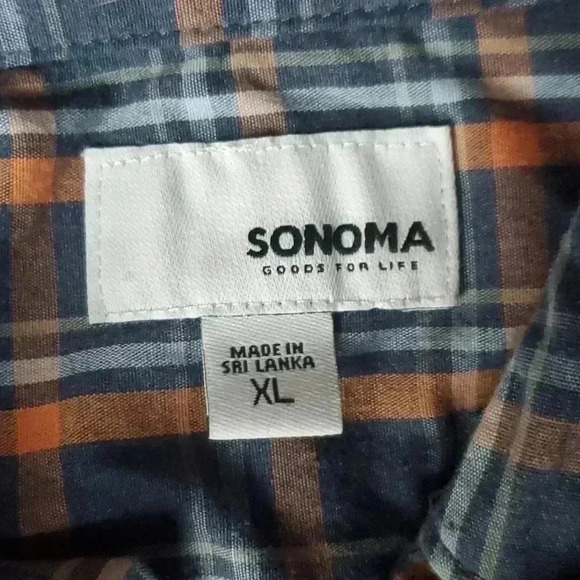 SONOMA
GOODS FOR LIFE
MADE IN
SRI LANKA
XL